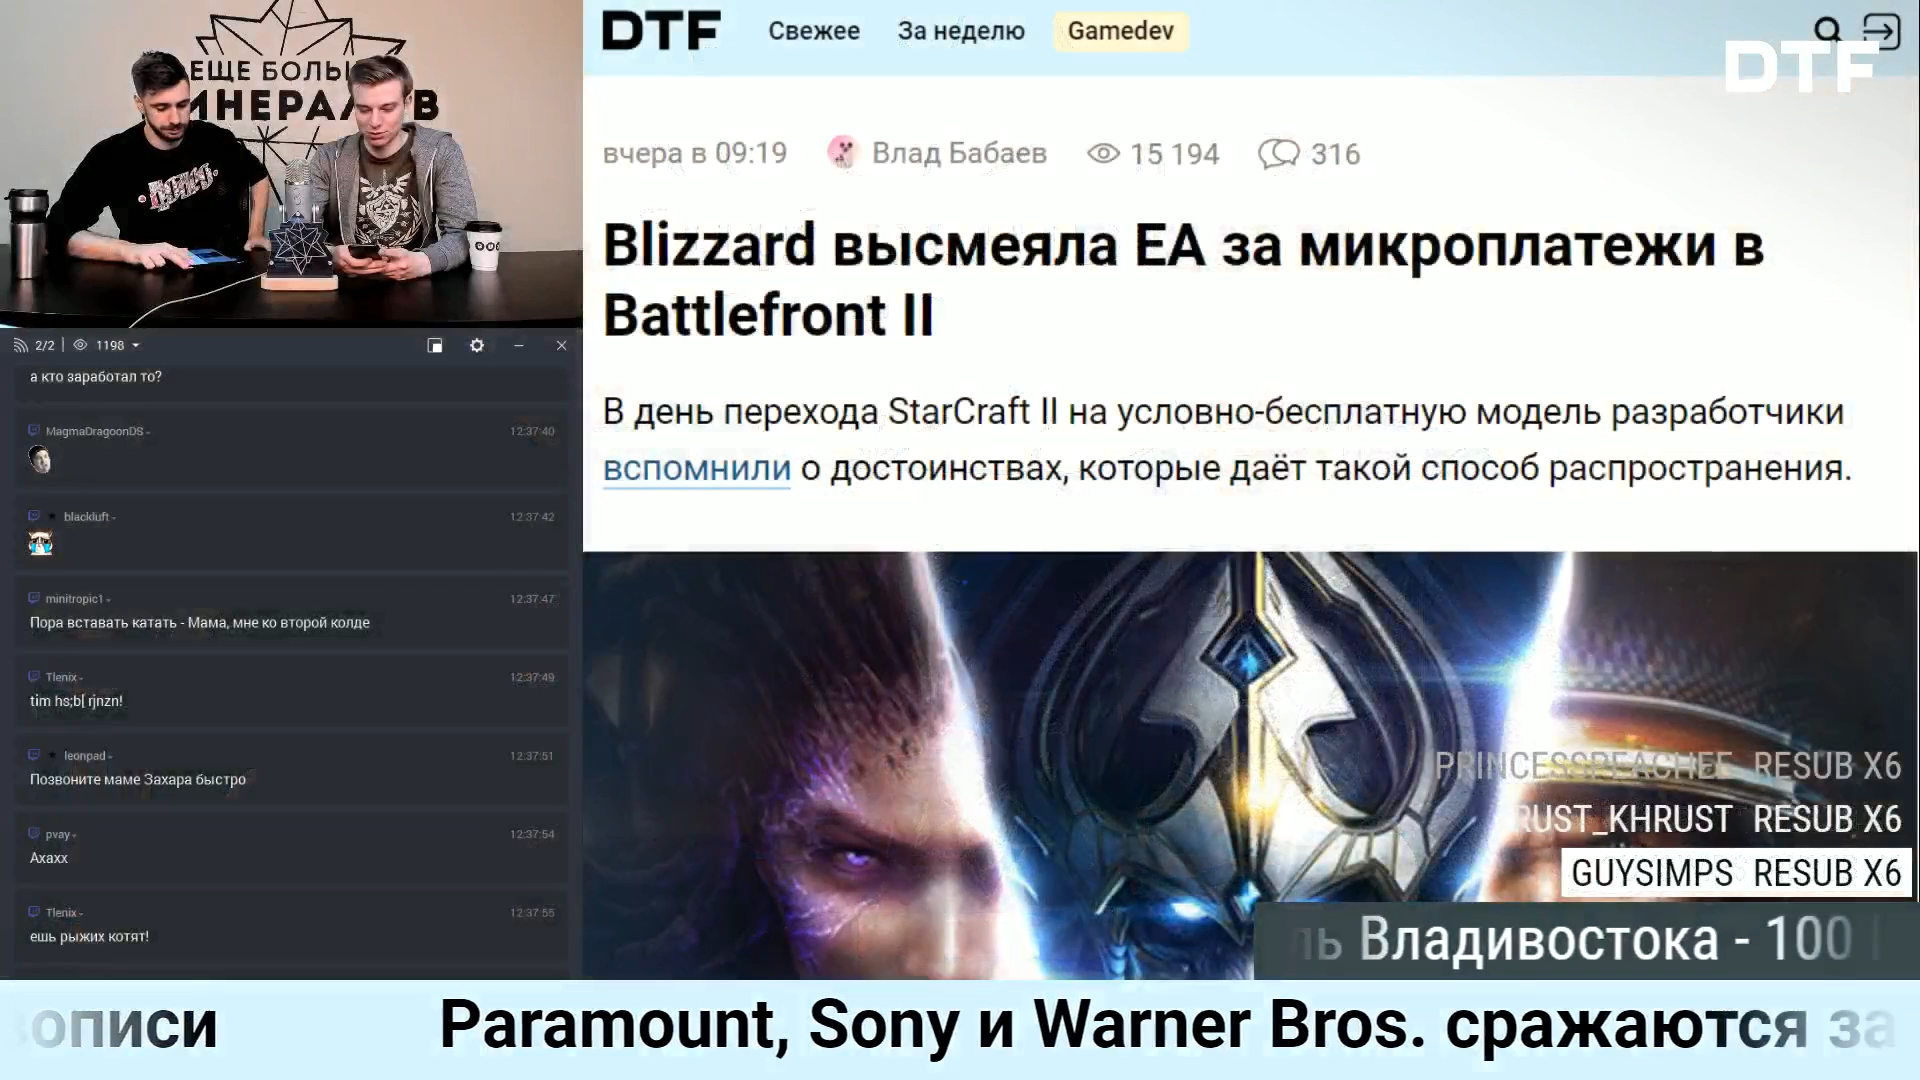 ЕЩЕ БОЛЬ
ИНЕРАЛ В
2/2 1198
а кто заработал то?
MagmaDragoonDS 12:37:40
blackluft 12:37:42
minitropic1 12:37:47
Пора вставать катать - Мама, мне ко второй колде
Tlenix 12:37:49
tim hs;b[ rjnzn!
leonpad 12:37:51
Позвоните маме Захара быстро
pvay 12:37:54
Ахахх
Tlenix 12:37:55
ешь рыжих котят!
DTF Свежее За неделю Gamedev
DTF
вчера в 09:19 Влад Бабаев 15 194 316
Blizzard высмеяла EA за микроплатежи в
Battlefront II
В день перехода StarCraft II на условно-бесплатную модель разработчики
вспомнили о достоинствах, которые даёт такой способ распространения.
PRINCESSPEACHEE RESUB X6
RUST_KHRUST RESUB X6
GUYSIMPS RESUB X6
ль Владивостока - 100
описи Paramount, Sony и Warner Bros. сражаются за